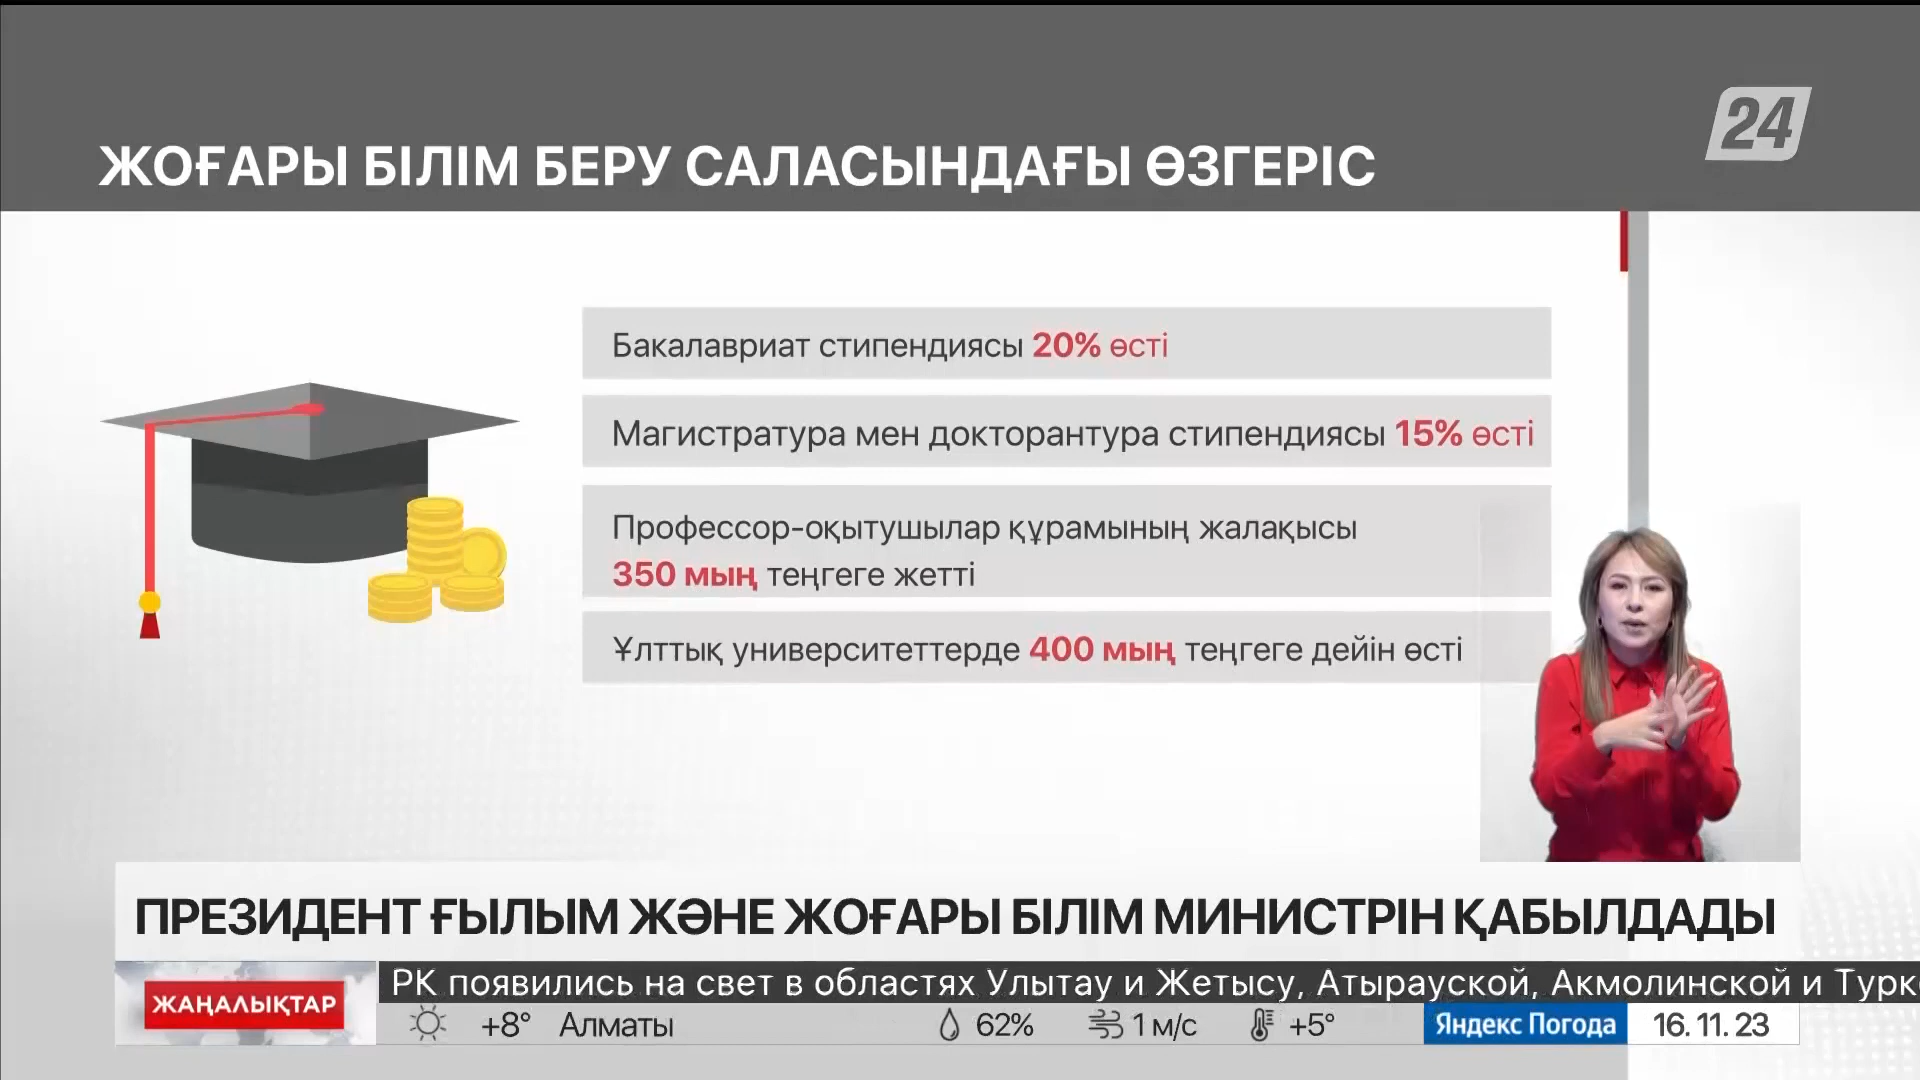 24
ЖОҒАРЫ БІЛІМ БЕРУ САЛАСЫНДАҒЫ ӨЗГЕРІС
Бакалавриат стипендиясы 20% өсті
Магистратура мен докторантура стипендиясы 15% өсті
Профессор-оқытушылар құрамының жалақысы
350 мың теңгеге жетті
Ұлттық университеттерде 400 мың теңгеге дейін өсті
ПРЕЗИДЕНТ ҒЫЛЫМ ЖӘНЕ ЖОҒАРЫ БІЛІМ МИНИСТРІН ҚАБЫЛДАДЫ
ЖАҢАЛЫҚТАР
РК появились на свет в областях Улытау и Жетысу, Атырауской, Акмолинской и Турк
+8° Алматы 62% 1 м/с +5° Яндекс Погода 16. 11. 23